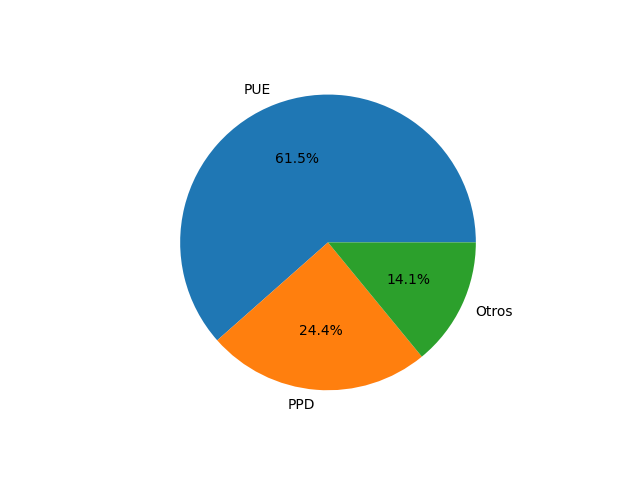 PUE
61.5%
14.1%
Otros
24.4%
PPD